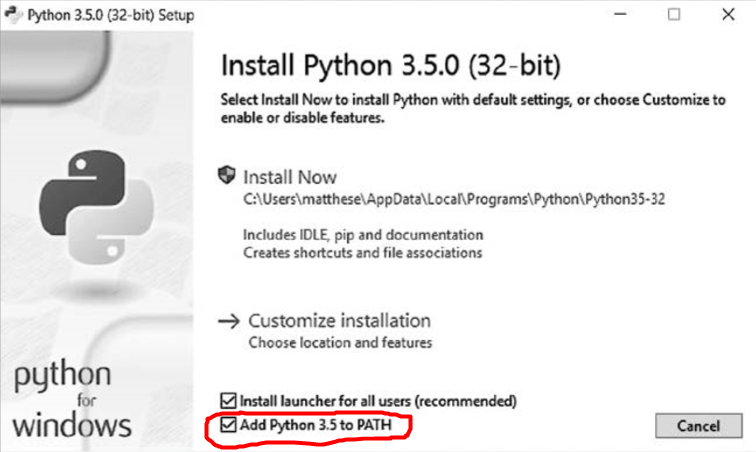 Python 3.5.0 (32-bit) Setup
Install Python 3.5.0 (32-bit)
Select Install Now to install Python with default settings, or choose Customize to
enable or disable features.
Install Now
C:\Users\matthese\AppData\Local\Programs\Python\Python35-32
Includes IDLE, pip and documentation
Creates shortcuts and file associations
Customize installation
Choose location and features
python
for
windows
Install launcher for all users (recommended)
Add Python 3.5 to PATH
Cancel